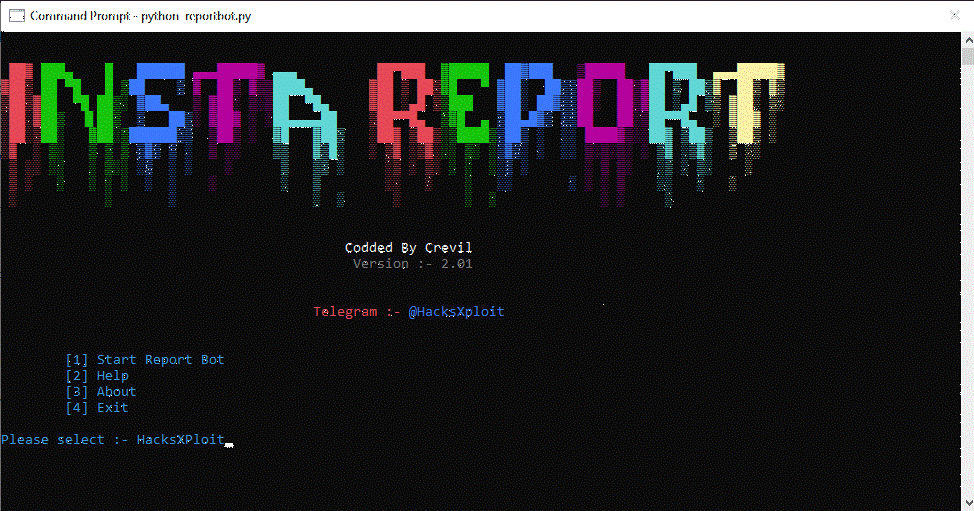 Command Prompt - python reportbot.py
INSTA REPORT
Codded By Crevil
Version :- 2.01
Telegram :- @HacksXploit
[1] Start Report Bot
[2] Help
[3] About
[4] Exit
Please select :- HacksXPloit_